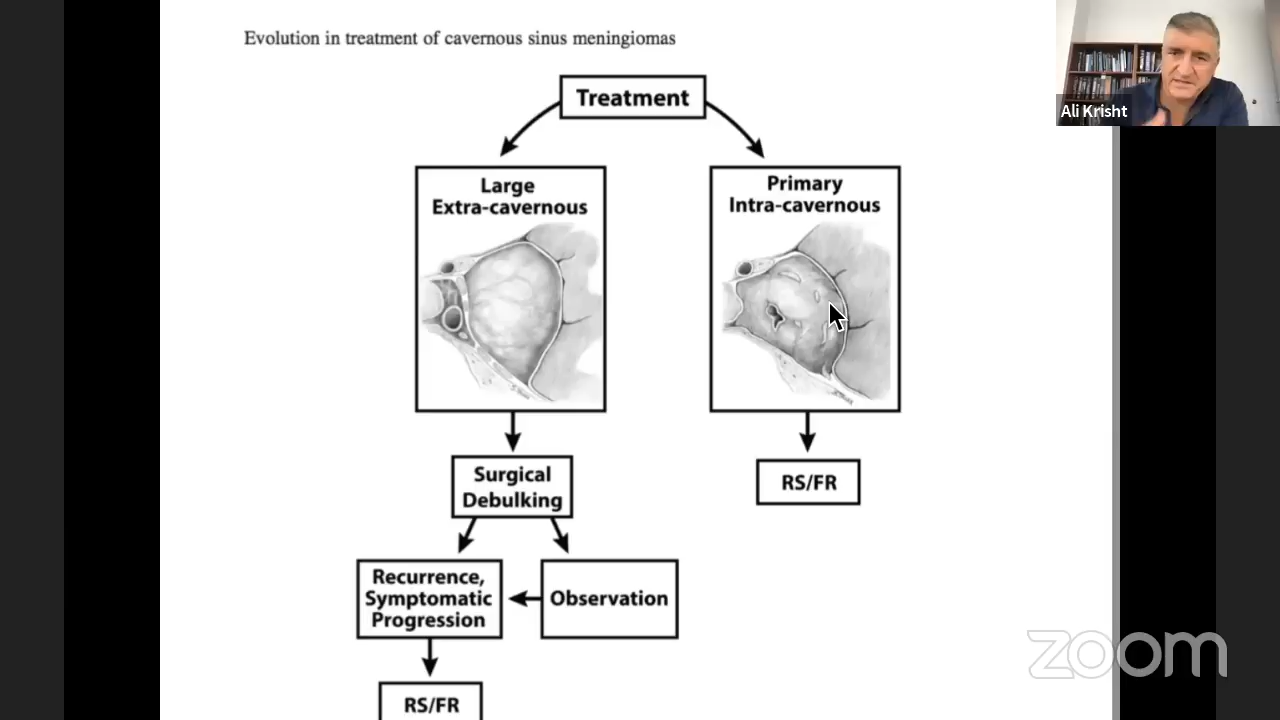 Evolution in treatment of cavernous sinus meningiomas
Ali Krisht
Treatment
Large
Extra-cavernous
Primary
Intra-cavernous
Surgical
Debulking
RS/FR
Recurrence,
Symptomatic
Progression
Observation
RS/FR
zoom